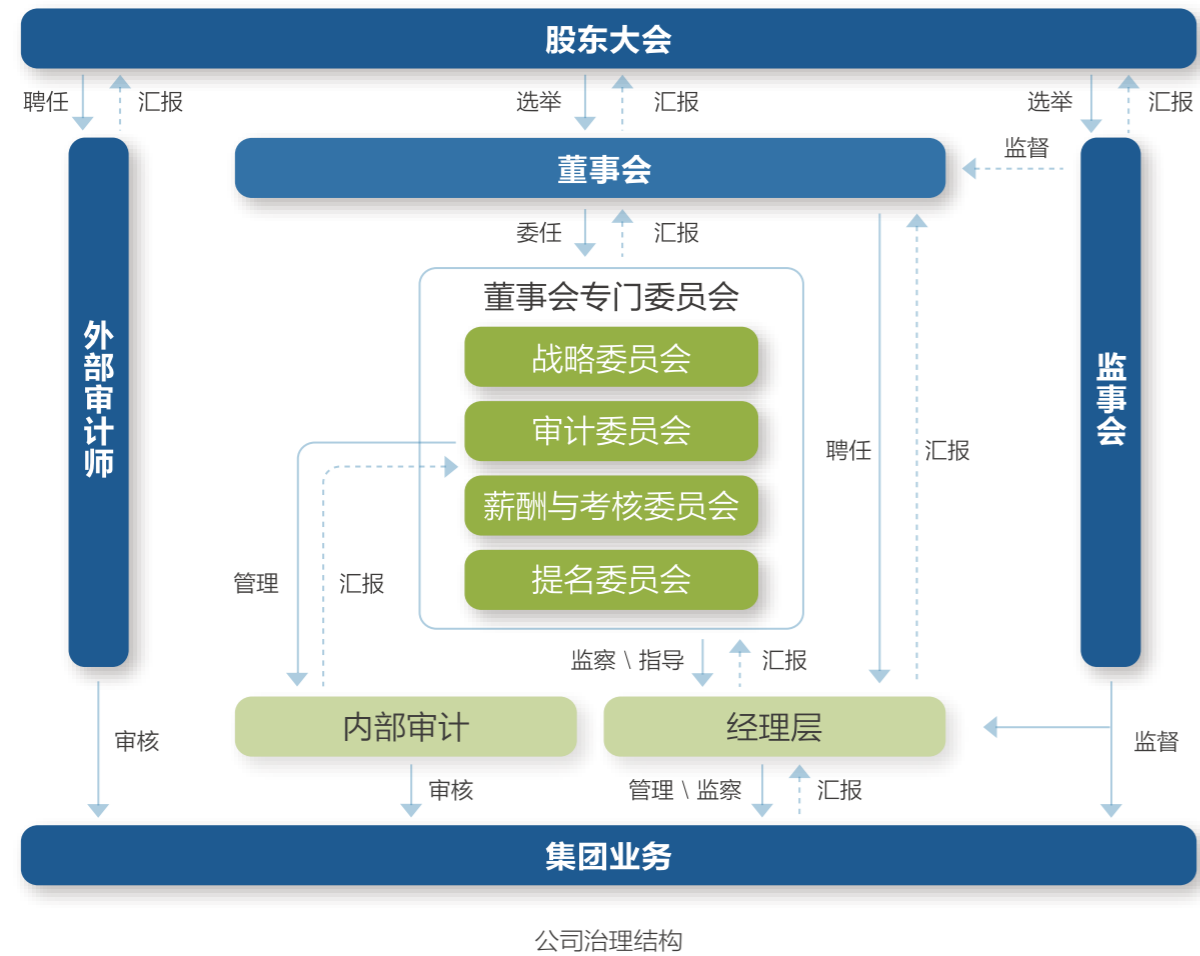 股东大会
聘任
汇报
选举
汇报
选举
汇报
董事会
监督
委任
汇报
外部审计师
监事会
董事会专门委员会
战略委员会
审计委员会
薪酬与考核委员会
提名委员会
聘任
汇报
管理
汇报
监察 \ 指导
汇报
内部审计
经理层
审核
监督
审核
管理 \ 监察
汇报
集团业务
公司治理结构